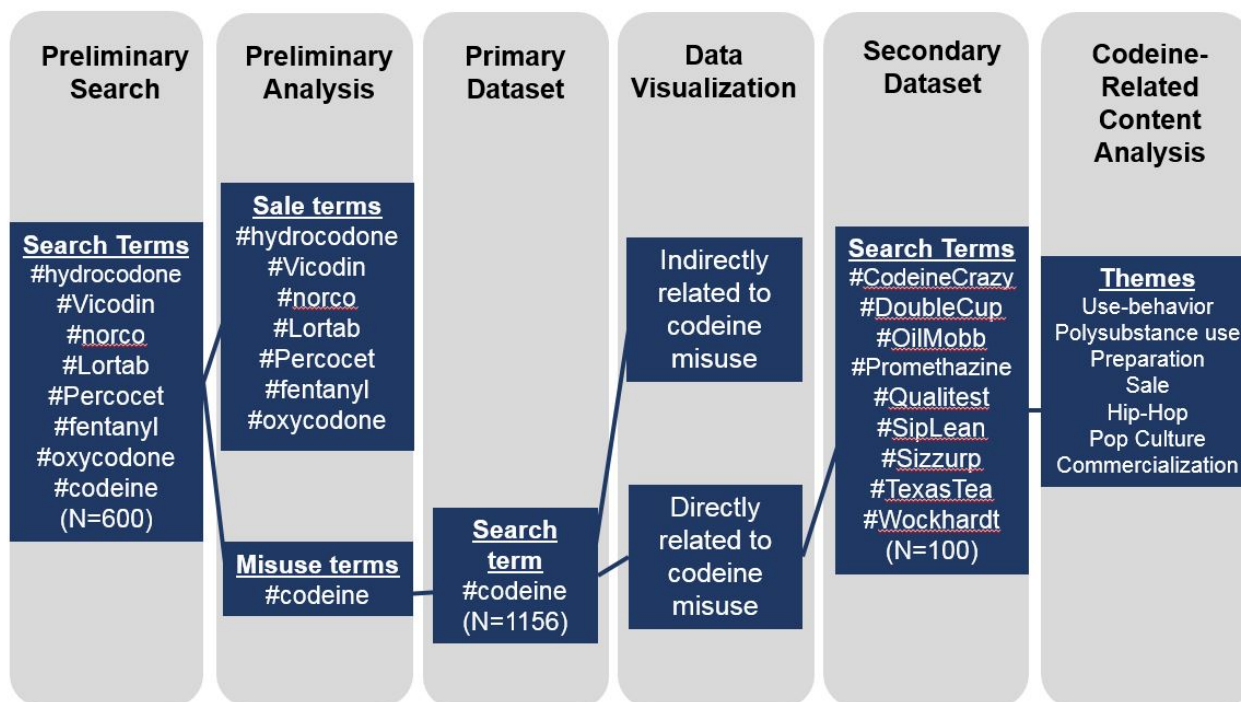 Preliminary
Search
Search Terms
#hydrocodone
#Vicodin
#norco
#Lortab
#Percocet
#fentanyl
#oxycodone
#codeine
(N=600)
Preliminary
Analysis
Sale terms
#hydrocodone
#Vicodin
#norco
#Lortab
#Percocet
#fentanyl
#oxycodone
Misuse terms
#codeine
Primary
Dataset
Search
term
#codeine
(N=1156)
Data
Visualization
Indirectly
related to
codeine
misuse
Directly
related to
codeine
misuse
Secondary
Dataset
Search Terms
#CodeineCrazy
#DoubleCup
#OilMobb
#Promethazine
#Qualitest
#SipLean
#Sizzurp
#TexasTea
#Wockhardt
(N=100)
Codeine-
Related
Content
Analysis
Themes
Use-behavior
Polysubstance use
Preparation
Sale
Hip-Hop
Pop Culture
Commercialization